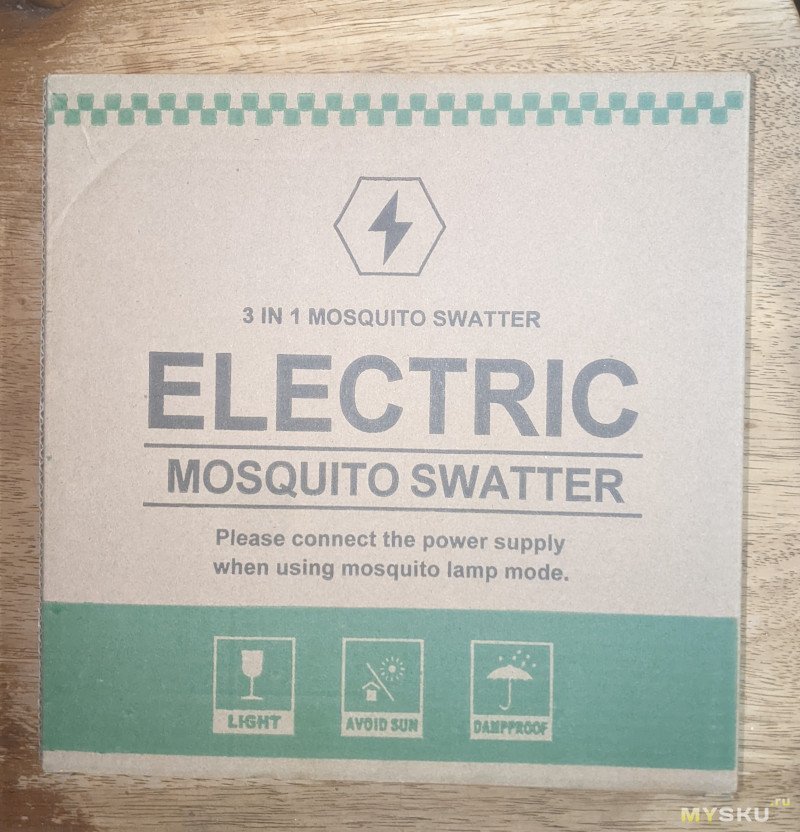 3 IN 1 MOSQUITO SWATTER
ELECTRIC
MOSQUITO SWATTER
Please connect the power supply
when using mosquito lamp mode.
LIGHT
AVOID SUN
DAMPPROOF
MYSKU.ru